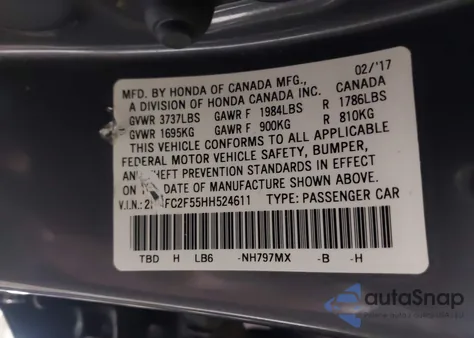 MFD. BY HONDA OF CANADA MFG., 02/'17
A DIVISION OF HONDA CANADA INC. CANADA
GVWR 3737LBS GAWR F 1984LBS R 1786LBS
GVWR 1695KG GAWR F 900KG R 810KG
THIS VEHICLE CONFORMS TO ALL APPLICABLE
FEDERAL MOTOR VEHICLE SAFETY, BUMPER,
AND THEFT PREVENTION STANDARDS IN EFFECT
DATE OF MANUFACTURE SHOWN ABOVE.
V.I.N.: FC2F55HH524611 TYPE: PASSENGER CAR
TBD H LB6 -NH797MX -B -H
autaSnap